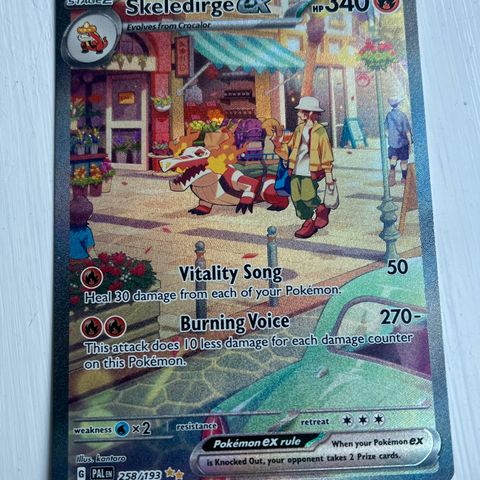 STAGE2
Skeledirge ex
HP 340
Evolves from Crocalor
Vitality Song 50
Heal 30 damage from each of your Pokémon.
Burning Voice 270-
This attack does 10 less damage for each damage counter
on this Pokémon.
weakness ×2 resistance retreat
Pokémon ex rule When your Pokémon ex
is Knocked Out, your opponent takes 2 Prize cards.
Illus. kantaro
G PAL EN 258/193